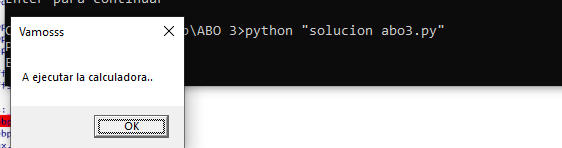 Enter para continuar
Vamosss
o\ABO 3>python "solucion abo3.py"
A ejecutar la calculadora..
OK